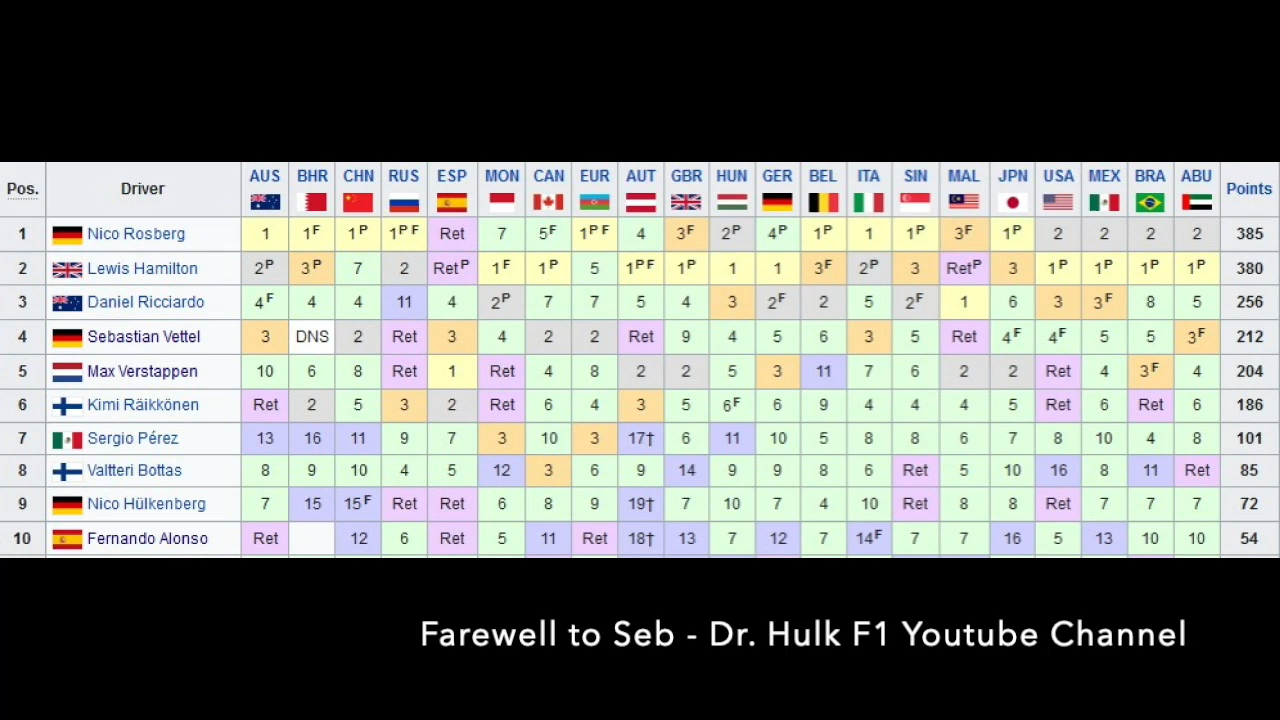 AUS BHR CHN RUS ESP MON CAN EUR AUT GBR HUN GER BEL ITA SIN MAL JPN USA MEX BRA ABU
Pos. Driver Points
1 Nico Rosberg 1 1F 1P 1P F Ret 7 5F 1P F 4 3F 2P 4P 1P 1 1P 3F 1P 2 2 2 2 385
2 Lewis Hamilton 2P 3P 7 2 RetP 1F 1P 5 1P F 1P 1 1 3F 2P 3 RetP 3 1P 1P 1P 1P 380
3 Daniel Ricciardo 4F 4 4 11 4 2P 7 7 5 4 3 2F 2 5 2F 1 6 3 3F 8 5 256
4 Sebastian Vettel 3 DNS 2 Ret 3 4 2 2 Ret 9 4 5 6 3 5 Ret 4F 4F 5 5 3F 212
5 Max Verstappen 10 6 8 Ret 1 Ret 4 8 2 2 5 3 11 7 6 2 2 Ret 4 3F 4 204
6 Kimi Räikkönen Ret 2 5 3 2 Ret 6 4 3 5 6F 6 9 4 4 4 5 Ret 6 Ret 6 186
7 Sergio Pérez 13 16 11 9 7 3 10 3 17† 6 11 10 5 8 8 6 7 8 10 4 8 101
8 Valtteri Bottas 8 9 10 4 5 12 3 6 9 14 9 9 8 6 Ret 5 10 16 8 11 Ret 85
9 Nico Hülkenberg 7 15 15F Ret Ret 6 8 9 19† 7 10 7 4 10 Ret 8 8 Ret 7 7 7 72
10 Fernando Alonso Ret 12 6 Ret 5 11 Ret 18† 13 7 12 7 14F 7 7 16 5 13 10 10 54
Farewell to Seb - Dr. Hulk F1 Youtube Channel